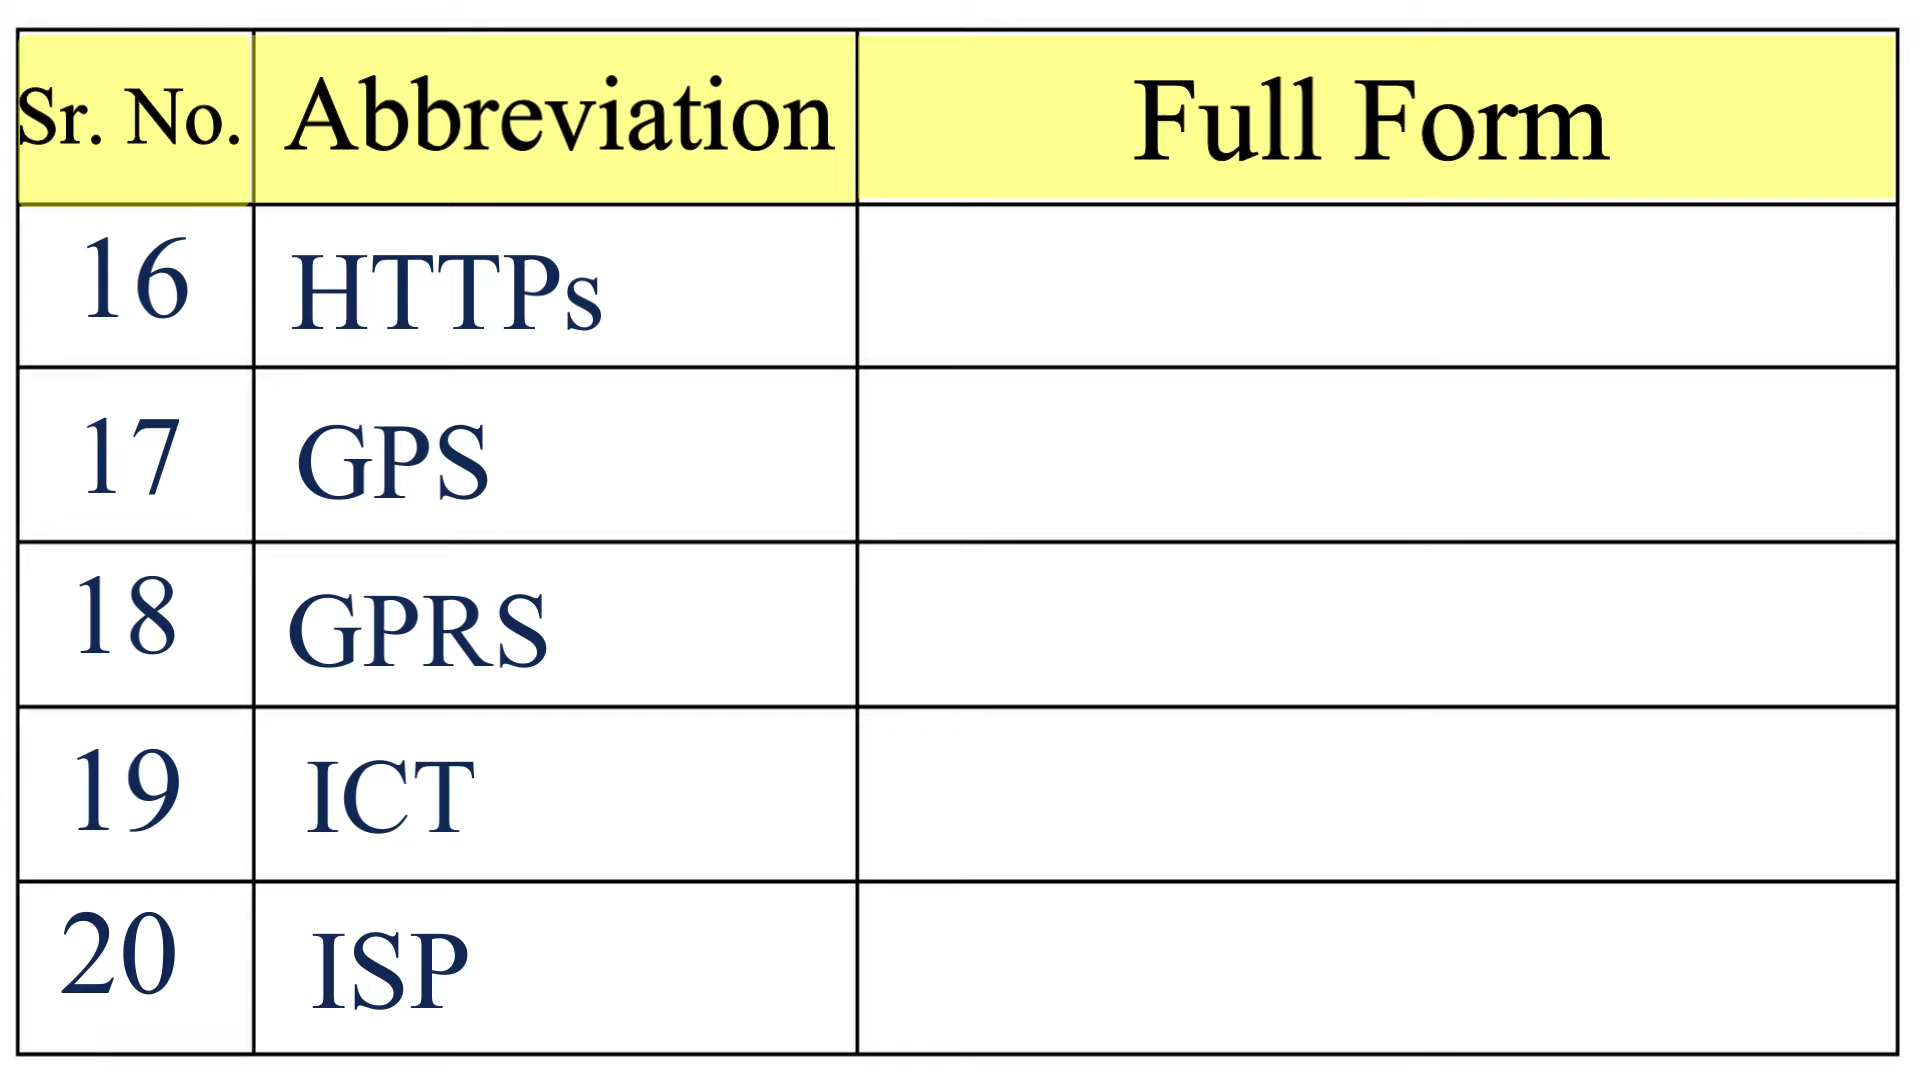 Sr. No. Abbreviation Full Form
16 HTTPs
17 GPS
18 GPRS
19 ICT
20 ISP